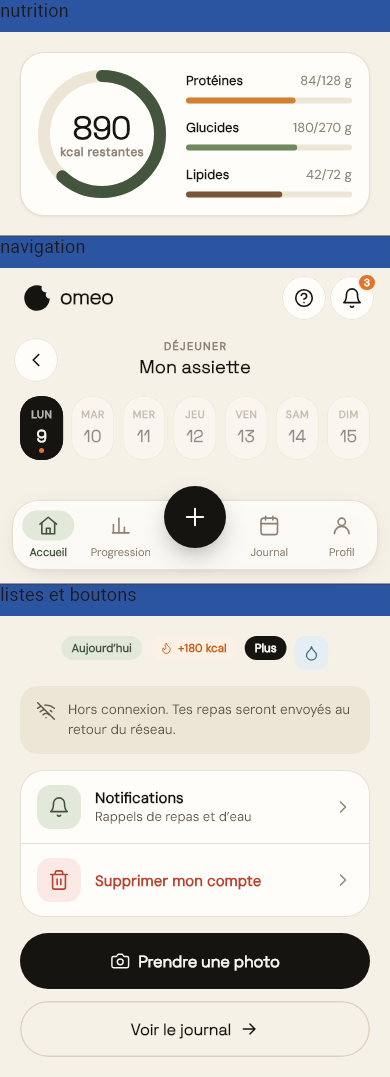 nutrition
890
kcal restantes
Protéines 84/128 g
Glucides 180/270 g
Lipides 42/72 g
navigation
omeo
3
DÉJEUNER
Mon assiette
LUN MAR MER JEU VEN SAM DIM
9 10 11 12 13 14 15
Accueil Progression Journal Profil
listes et boutons
Aujourd'hui +180 kcal Plus
Hors connexion. Tes repas seront envoyés au
retour du réseau.
Notifications
Rappels de repas et d'eau
Supprimer mon compte
Prendre une photo
Voir le journal